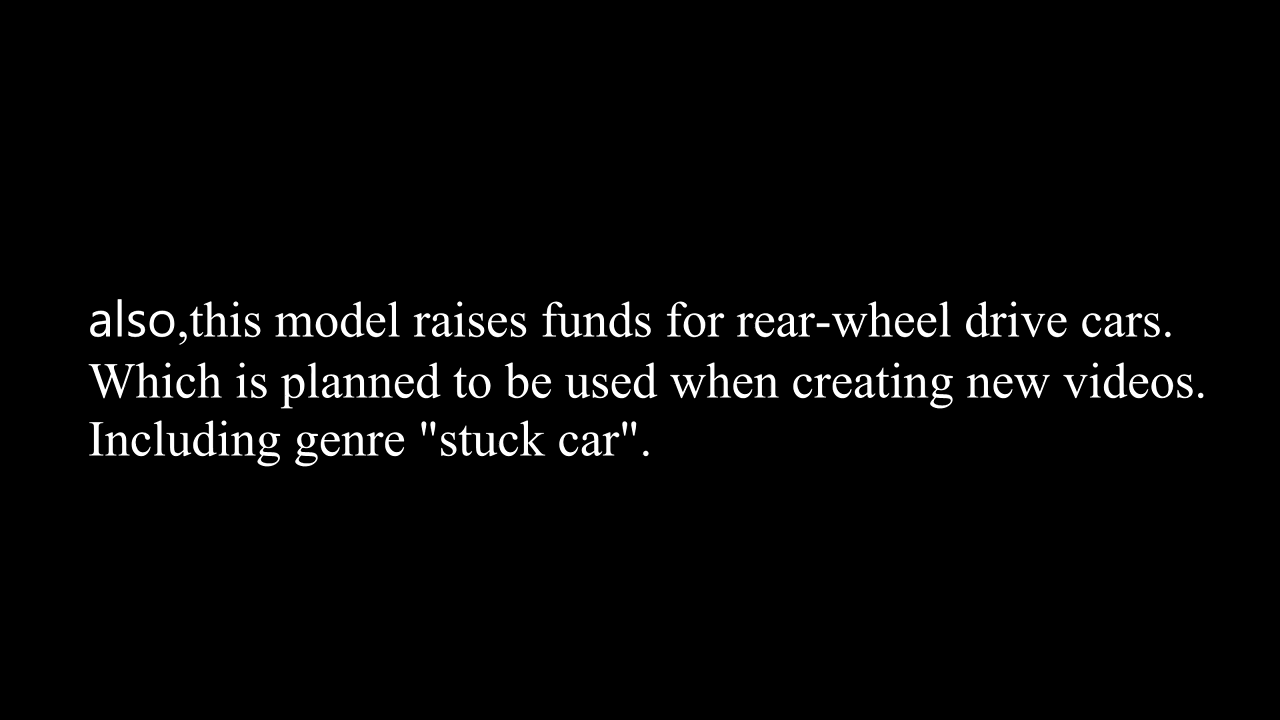 also,this model raises funds for rear-wheel drive cars.
Which is planned to be used when creating new videos.
Including genre "stuck car".